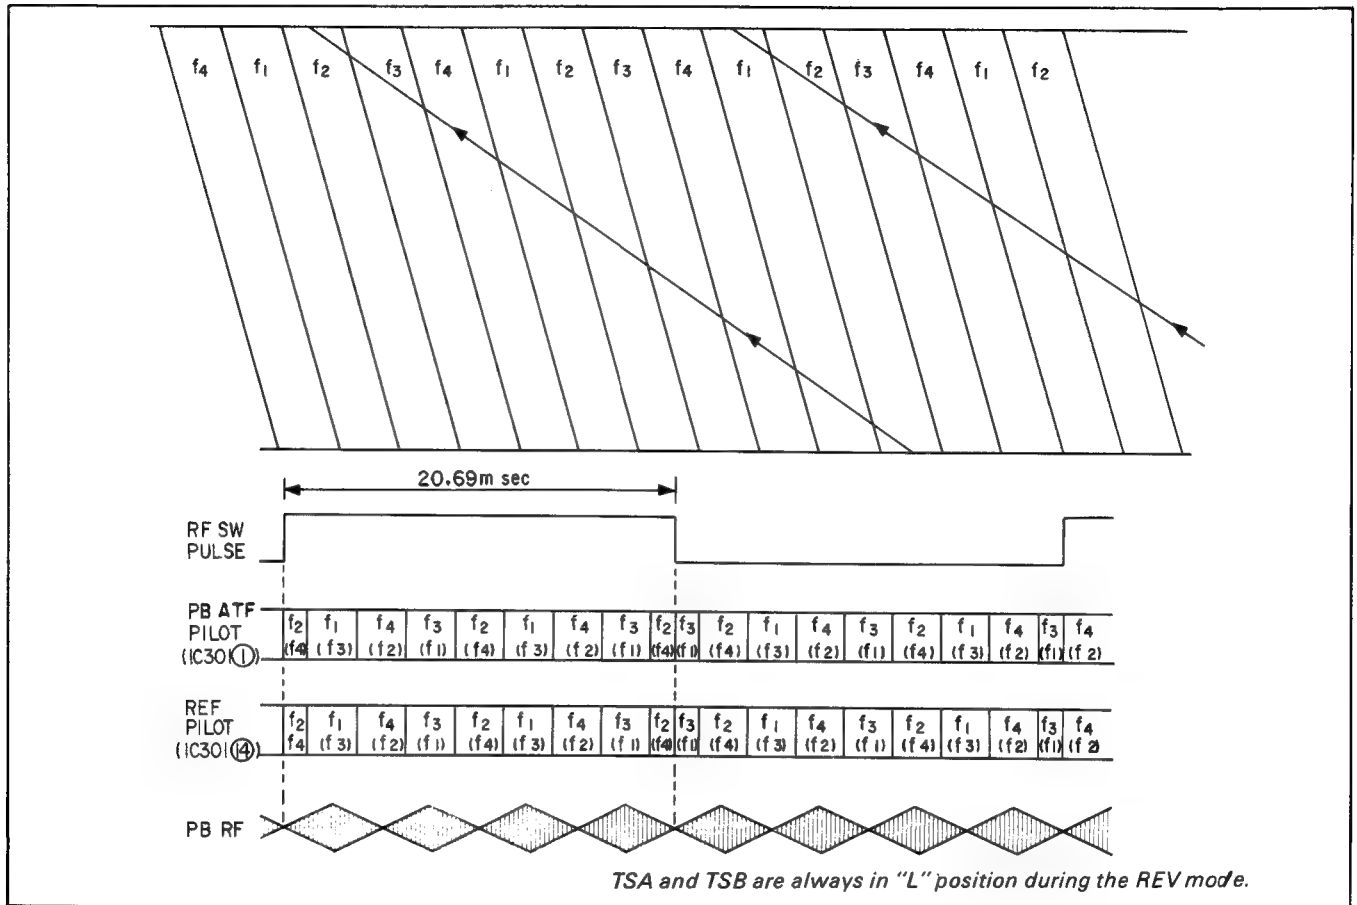 f4 f1 f2 f3 f4 f1 f2 f3 f4 f1 f2 f3 f4 f1 f2
20.69m sec
RF SW
PULSE
PB ATF
PILOT
(IC301①)
f2 f1 f4 f3 f2 f1 f4 f3 f2 f3 f2 f1 f4 f3 f2 f1 f4 f3 f4
(f4) (f3) (f2) (f1) (f4) (f3) (f2) (f1) (f4) (f1) (f4) (f3) (f2) (f1) (f4) (f3) (f2) (f1) (f2)
REF
PILOT
(IC301⑭)
f2 f1 f4 f3 f2 f1 f4 f3 f2 f3 f2 f1 f4 f3 f2 f1 f4 f3 f4
f4 (f3) (f2) (f1) (f4) (f3) (f2) (f1) (f4) (f1) (f4) (f3) (f2) (f1) (f4) (f3) (f2) (f1) (f2)
PB RF
TSA and TSB are always in "L" position during the REV mode.